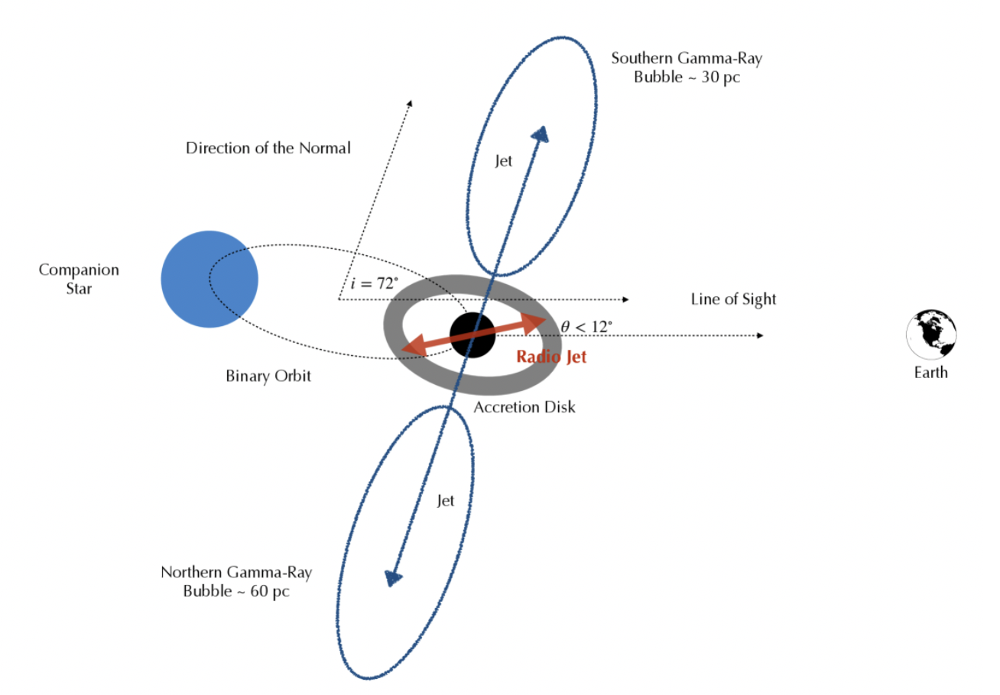 Southern Gamma-Ray
Bubble ~ 30 pc
Direction of the Normal
Jet
Companion
Star
i = 72°
Line of Sight
θ < 12°
Radio Jet
Earth
Binary Orbit
Accretion Disk
Jet
Northern Gamma-Ray
Bubble ~ 60 pc